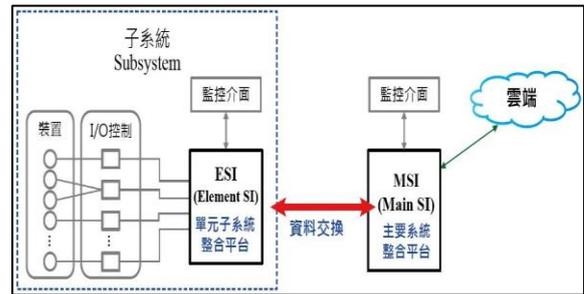 子系統
Subsystem
監控介面
裝置
I/O控制
ESI
(Element SI)
單元子系統
整合平台
資料交換
監控介面
MSI
(Main SI)
主要系統
整合平台
雲端